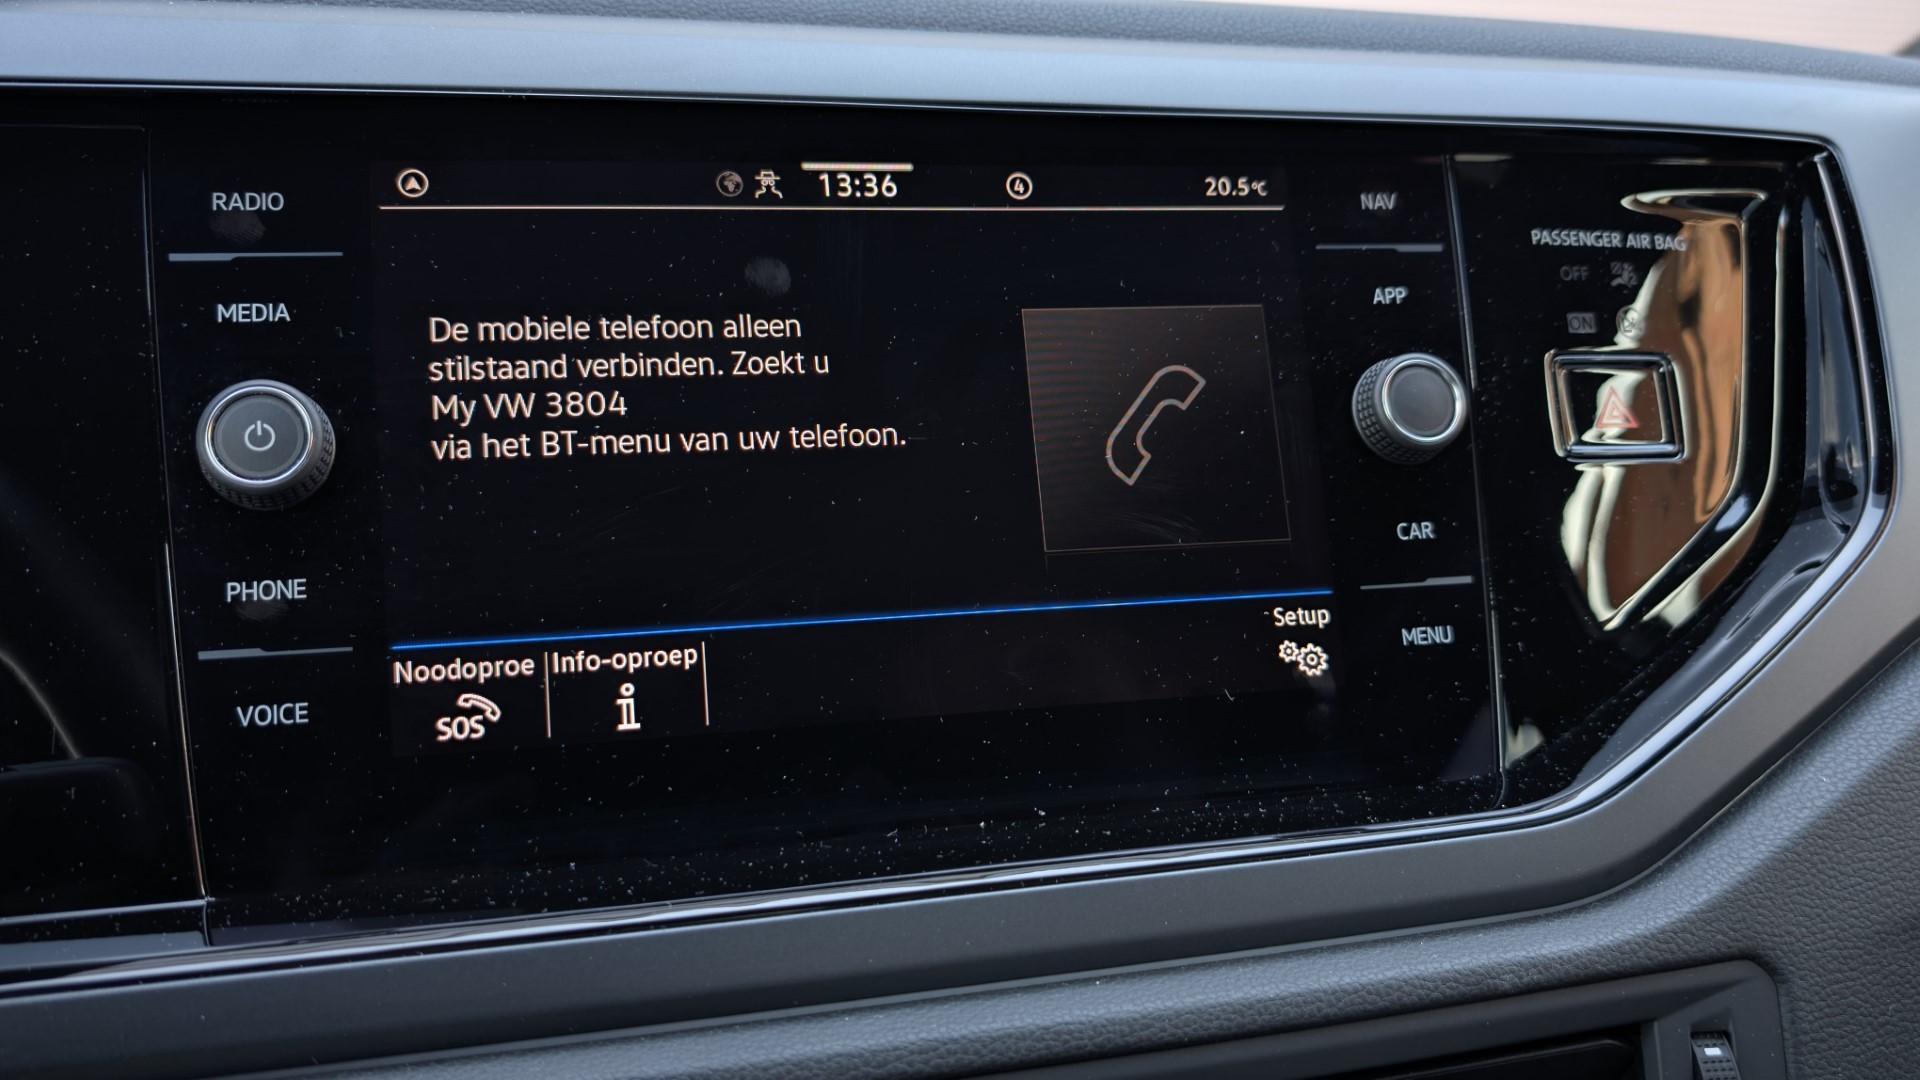 RADIO
MEDIA
PHONE
VOICE
13:36
4
20.5°C
De mobiele telefoon alleen
stilstaand verbinden. Zoekt u
My VW 3804
via het BT-menu van uw telefoon.
Noodoproe
SOS
Info-oproep
i
Setup
NAV
APP
CAR
MENU
PASSENGER AIR BAG
OFF
ON